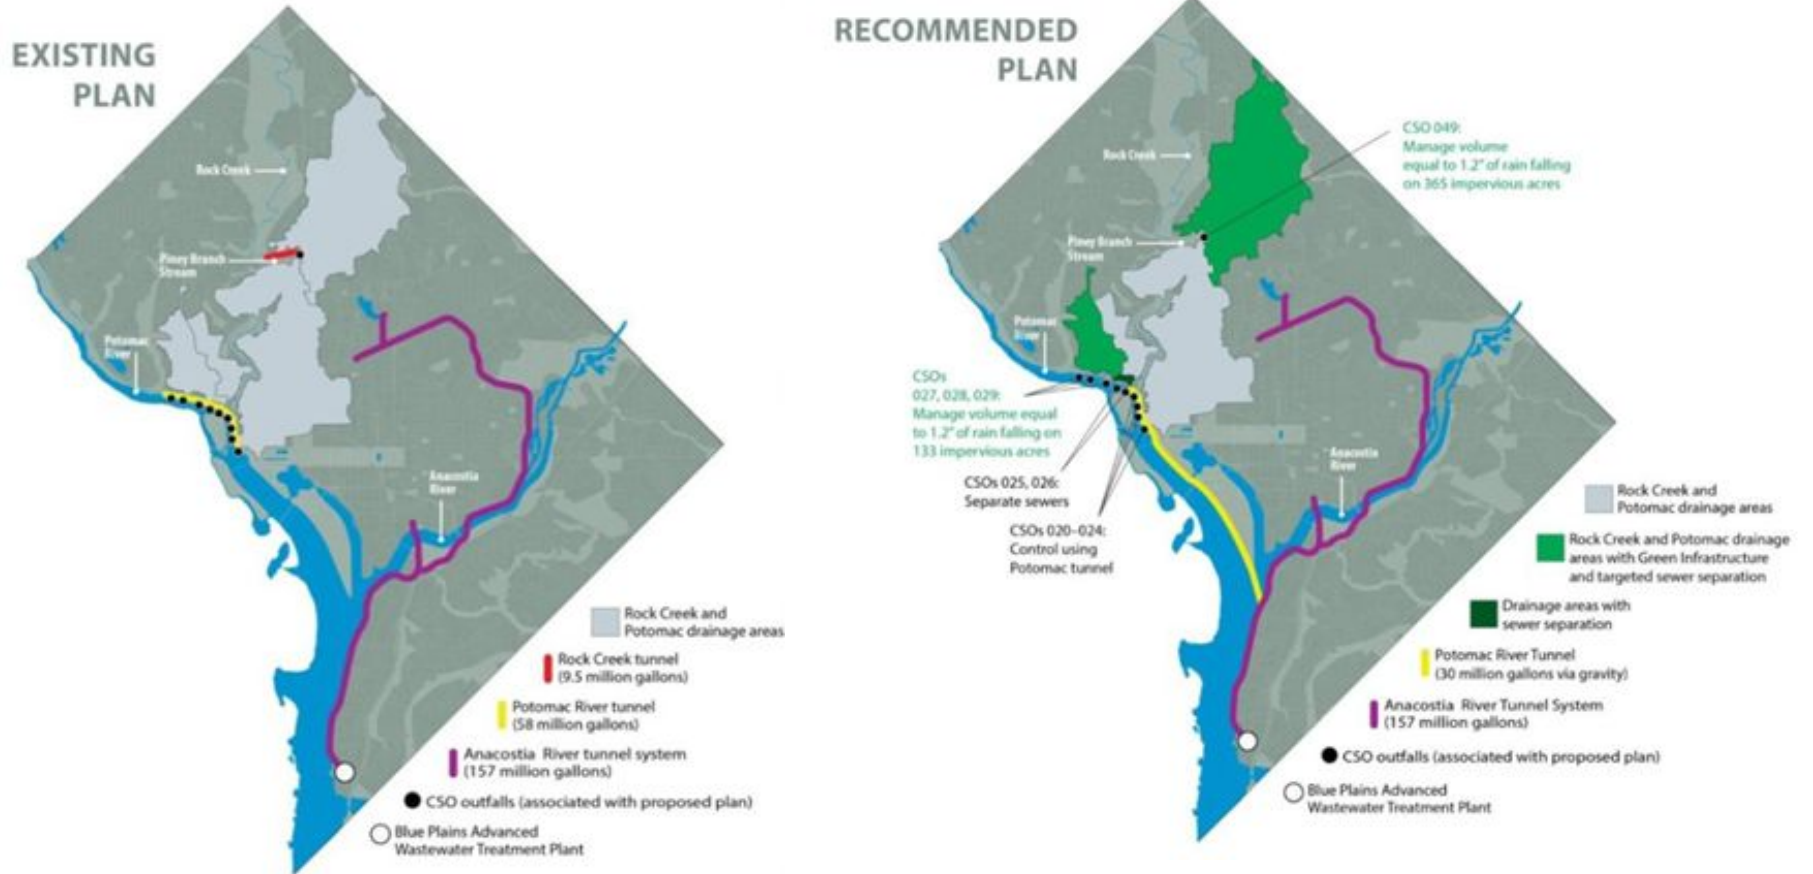 EXISTING
PLAN
Rock Creek
Piney Branch
Stream
Potomac
River
Anacostia
River
Rock Creek and
Potomac drainage areas
Rock Creek tunnel
(9.5 million gallons)
Potomac River tunnel
(58 million gallons)
Anacostia River tunnel system
(157 million gallons)
CSO outfalls (associated with proposed plan)
Blue Plains Advanced
Wastewater Treatment Plant
RECOMMENDED
PLAN
CSO 049:
Manage volume
equal to 1.2" of rain falling
on 365 impervious acres
Rock Creek
Piney Branch
Stream
Potomac
River
CSOs
027, 028, 029:
Manage volume equal
to 1.2" of rain falling on
133 impervious acres
CSOs 025, 026:
Separate sewers
CSOs 020-024:
Control using
Potomac tunnel
Anacostia
River
Rock Creek and
Potomac drainage areas
Rock Creek and Potomac drainage
areas with Green Infrastructure
and targeted sewer separation
Drainage areas with
sewer separation
Potomac River Tunnel
(30 million gallons via gravity)
Anacostia River Tunnel System
(157 million gallons)
CSO outfalls (associated with proposed plan)
Blue Plains Advanced
Wastewater Treatment Plant